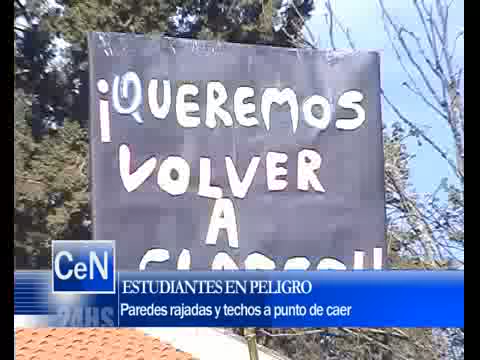 ¡QUEREMOS
VOLVER
A
CeN
24HS
ESTUDIANTES EN PELIGRO
Paredes rajadas y techos a punto de caer